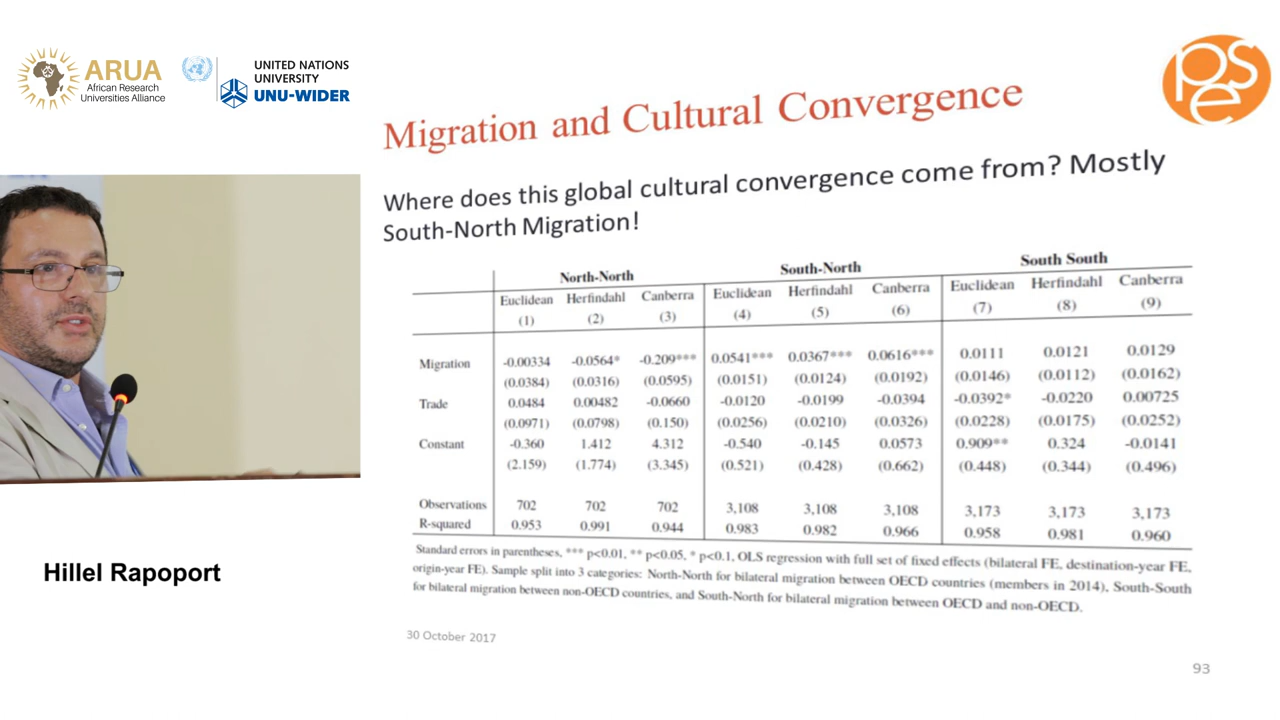 ARUA
African Research
Universities Alliance
UNITED NATIONS
UNIVERSITY
UNU-WIDER
pse
Migration and Cultural Convergence
Where does this global cultural convergence come from? Mostly
South-North Migration!
North-North South-North South South
Euclidean Herfindahl Canberra Euclidean Herfindahl Canberra Euclidean Herfindahl Canberra
(1) (2) (3) (4) (5) (6) (7) (8) (9)
Migration -0.00334 -0.0564* -0.209*** 0.0541*** 0.0367*** 0.0616*** 0.0111 0.0121 0.0129
(0.0384) (0.0316) (0.0595) (0.0151) (0.0124) (0.0192) (0.0146) (0.0112) (0.0162)
Trade 0.0484 0.00482 -0.0660 -0.0120 -0.0199 -0.0394 -0.0392* -0.0220 0.00725
(0.0971) (0.0798) (0.150) (0.0256) (0.0210) (0.0326) (0.0228) (0.0175) (0.0252)
Constant -0.360 1.412 4.312 -0.540 -0.145 0.0573 0.909** 0.324 -0.0141
(2.159) (1.774) (3.345) (0.521) (0.428) (0.662) (0.448) (0.344) (0.496)
Observations 702 702 702 3,108 3,108 3,108 3,173 3,173 3,173
R-squared 0.953 0.991 0.944 0.983 0.982 0.966 0.958 0.981 0.960
Standard errors in parentheses, *** p<0.01, ** p<0.05, * p<0.1, OLS regression with full set of fixed effects (bilateral FE, destination-year FE,
origin-year FE). Sample split into 3 categories: North-North for bilateral migration between OECD countries (members in 2014), South-South
for bilateral migration between non-OECD countries, and South-North for bilateral migration between OECD and non-OECD.
Hillel Rapoport
30 October 2017
93